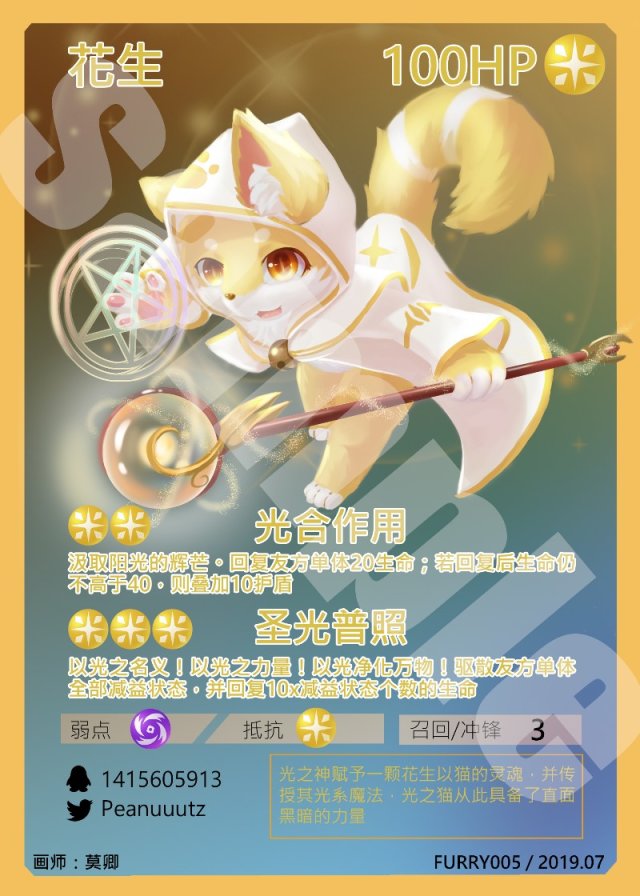 花生 100HP
光合作用
汲取阳光的辉芒。回复友方单体20生命；若回复后生命仍
不高于40，则叠加10护盾
圣光普照
以光之名义！以光之力量！以光净化万物！驱散友方单体
全部减益状态，并回复10x减益状态个数的生命
弱点 抵抗 召回/冲锋 3
1415605913
Peanuuutz
光之神赋予一颗花生以猫的灵魂，并传
授其光系魔法，光之猫从此具备了直面
黑暗的力量
画师：莫卿 FURRY005 / 2019.07
Sample